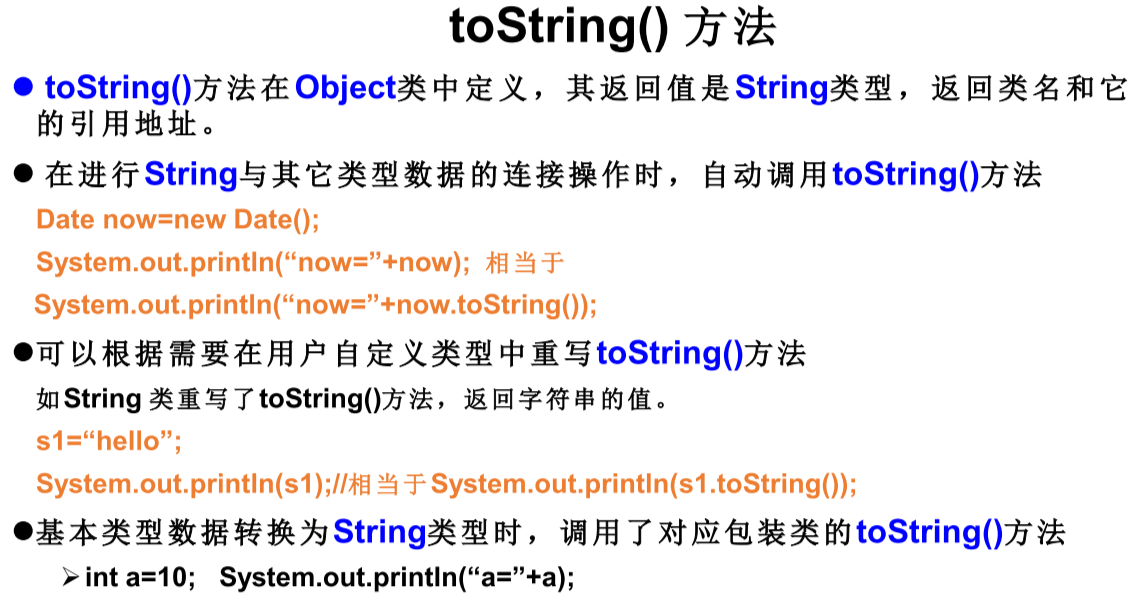 toString() 方法
● toString()方法在Object类中定义，其返回值是String类型，返回类名和它
的引用地址。
● 在进行String与其它类型数据的连接操作时，自动调用toString()方法
Date now=new Date();
System.out.println(“now=”+now); 相当于
System.out.println(“now=”+now.toString());
●可以根据需要在用户自定义类型中重写toString()方法
如String 类重写了toString()方法，返回字符串的值。
s1=“hello”;
System.out.println(s1);//相当于System.out.println(s1.toString());
●基本类型数据转换为String类型时，调用了对应包装类的toString()方法
➢int a=10; System.out.println(“a=”+a);